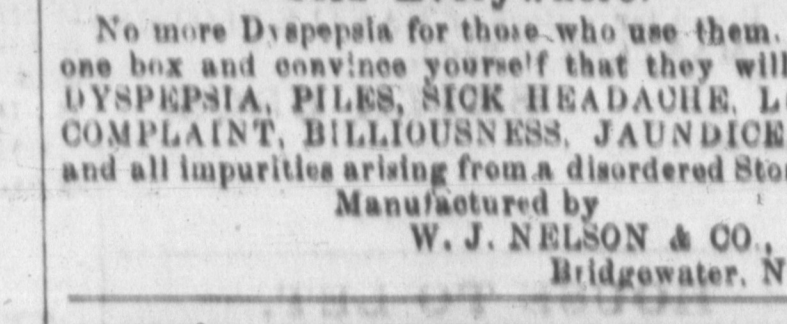 No more Dyspepsia for those who use them.
one box and convince yourself that they will
DYSPEPSIA, PILES, SICK HEADACHE, L
COMPLAINT, BILLIOUSNESS, JAUNDICE
and all impurities arising from a disordered Sto
Manufactured by
W. J. NELSON & CO.,
Bridgewater, N